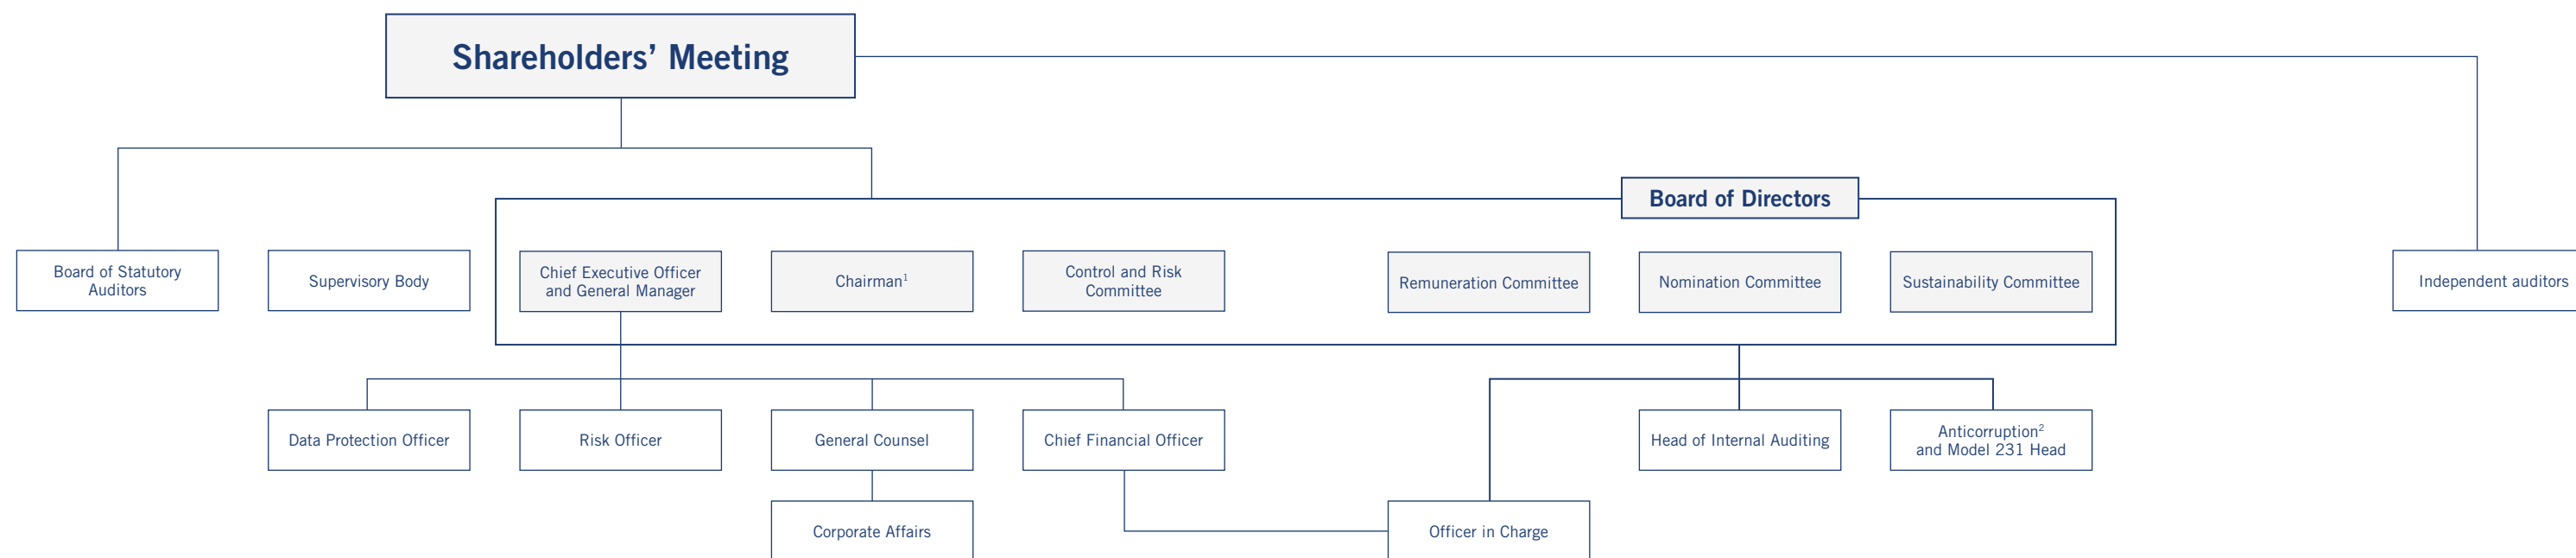 Shareholders’ Meeting
Board of Directors
Board of Statutory
Auditors
Supervisory Body
Chief Executive Officer
and General Manager
Chairman1
Control and Risk
Committee
Remuneration Committee
Nomination Committee
Sustainability Committee
Independent auditors
Data Protection Officer
Risk Officer
General Counsel
Chief Financial Officer
Head of Internal Auditing
Anticorruption2
and Model 231 Head
Corporate Affairs
Officer in Charge